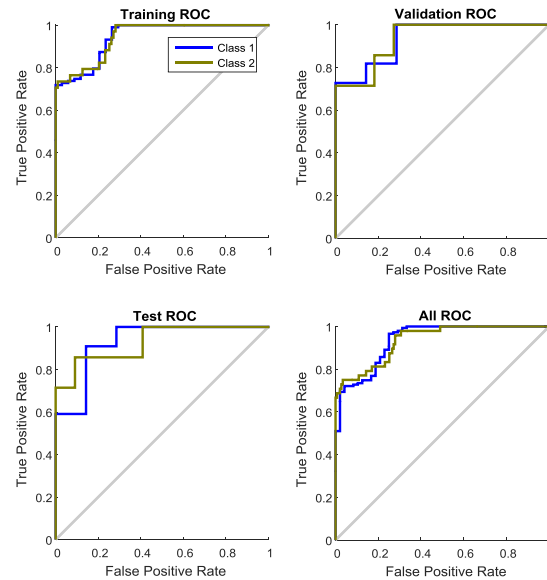 Training ROC
Class 1
Class 2
True Positive Rate
1
0.8
0.6
0.4
0.2
0
0 0.2 0.4 0.6 0.8 1
False Positive Rate
Validation ROC
True Positive Rate
1
0.8
0.6
0.4
0.2
0
0 0.2 0.4 0.6 0.8
False Positive Rate
Test ROC
True Positive Rate
1
0.8
0.6
0.4
0.2
0
0 0.2 0.4 0.6 0.8 1
False Positive Rate
All ROC
True Positive Rate
1
0.8
0.6
0.4
0.2
0
0 0.2 0.4 0.6 0.8
False Positive Rate